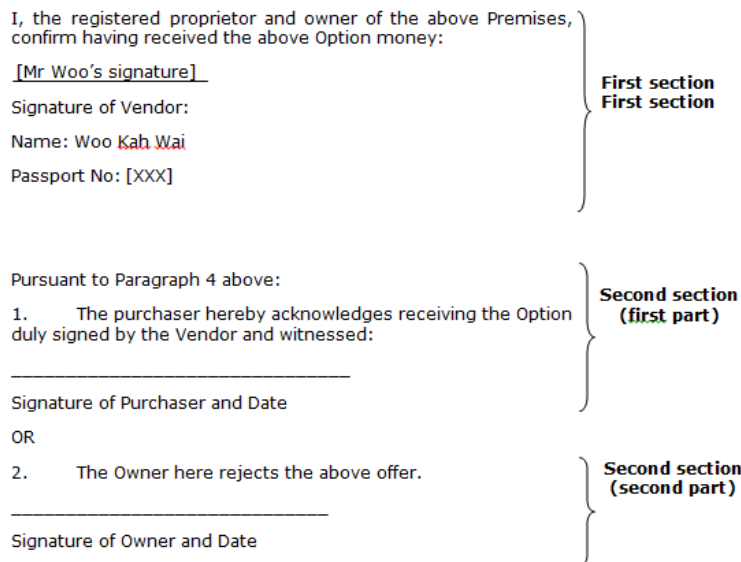 I, the registered proprietor and owner of the above Premises,
confirm having received the above Option money:
[Mr Woo’s signature]
Signature of Vendor:
Name: Woo Kah Wai
Passport No: [XXX]
First section
First section
Pursuant to Paragraph 4 above:
1. The purchaser hereby acknowledges receiving the Option
duly signed by the Vendor and witnessed:
Signature of Purchaser and Date
Second section
(first part)
OR
2. The Owner here rejects the above offer.
Signature of Owner and Date
Second section
(second part)